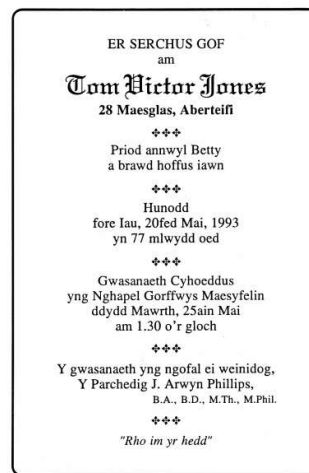 ER SERCHUS GOF
am
Tom Victor Jones
28 Maesglas, Aberteifi
Priod annwyl Betty
a brawd hoffus iawn
Hunodd
fore Iau, 20fed Mai, 1993
yn 77 mlwydd oed
Gwasanaeth Cyhoeddus
yng Nghapel Gorffwys Maesyfelin
ddydd Mawrth, 25ain Mai
am 1.30 o'r gloch
Y gwasanaeth yng ngofal ei weinidog,
Y Parchedig J. Arwyn Phillips,
B.A., B.D., M.Th., M.Phil.
"Rho im yr hedd"